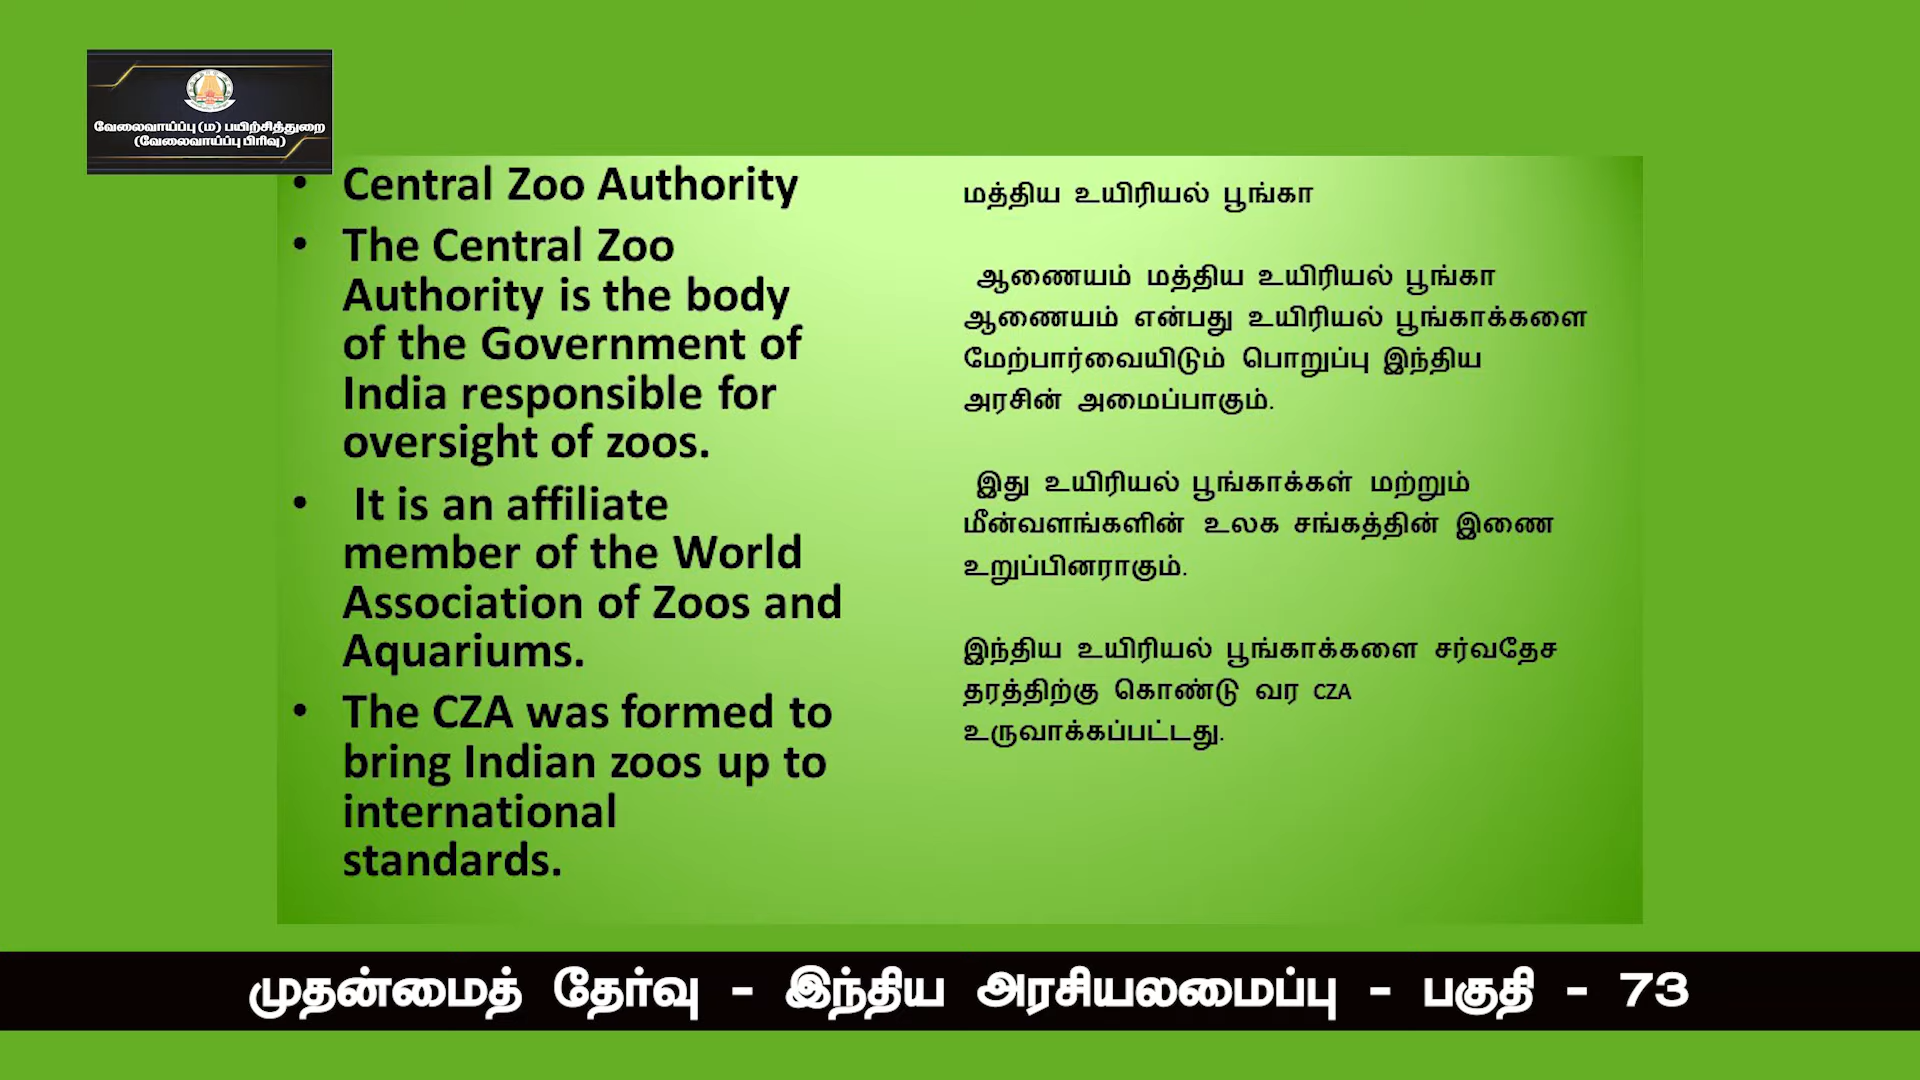 வேலைவாய்ப்பு (ம) பயிற்சித்துறை
(வேலைவாய்ப்பு பிரிவு)
• Central Zoo Authority
• The Central Zoo
Authority is the body
of the Government of
India responsible for
oversight of zoos.
• It is an affiliate
member of the World
Association of Zoos and
Aquariums.
• The CZA was formed to
bring Indian zoos up to
international
standards.
மத்திய உயிரியல் பூங்கா
ஆணையம் மத்திய உயிரியல் பூங்கா
ஆணையம் என்பது உயிரியல் பூங்காக்களை
மேற்பார்வையிடும் பொறுப்பு இந்திய
அரசின் அமைப்பாகும்.
இது உயிரியல் பூங்காக்கள் மற்றும்
மீன்வளங்களின் உலக சங்கத்தின் இணை
உறுப்பினராகும்.
இந்திய உயிரியல் பூங்காக்களை சர்வதேச
தரத்திற்கு கொண்டு வர CZA
உருவாக்கப்பட்டது.
முதன்மைத் தேர்வு - இந்திய அரசியலமைப்பு - பகுதி - 73